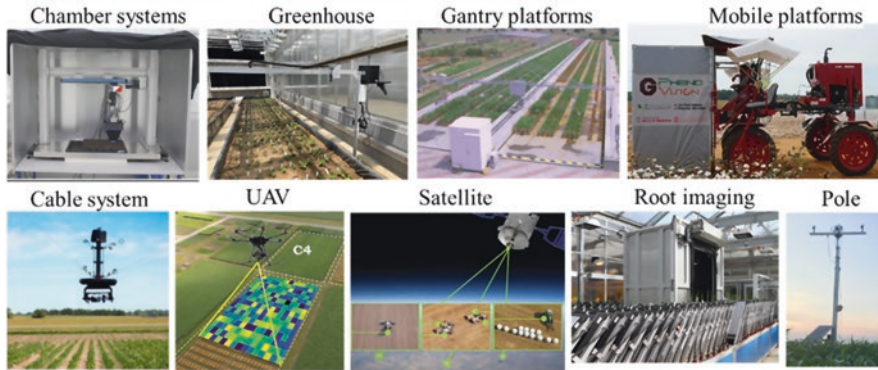 Chamber systems
Greenhouse
Gantry platforms
Mobile platforms
PHENO
Vision
Cable system
UAV
Satellite
Root imaging
Pole
C4